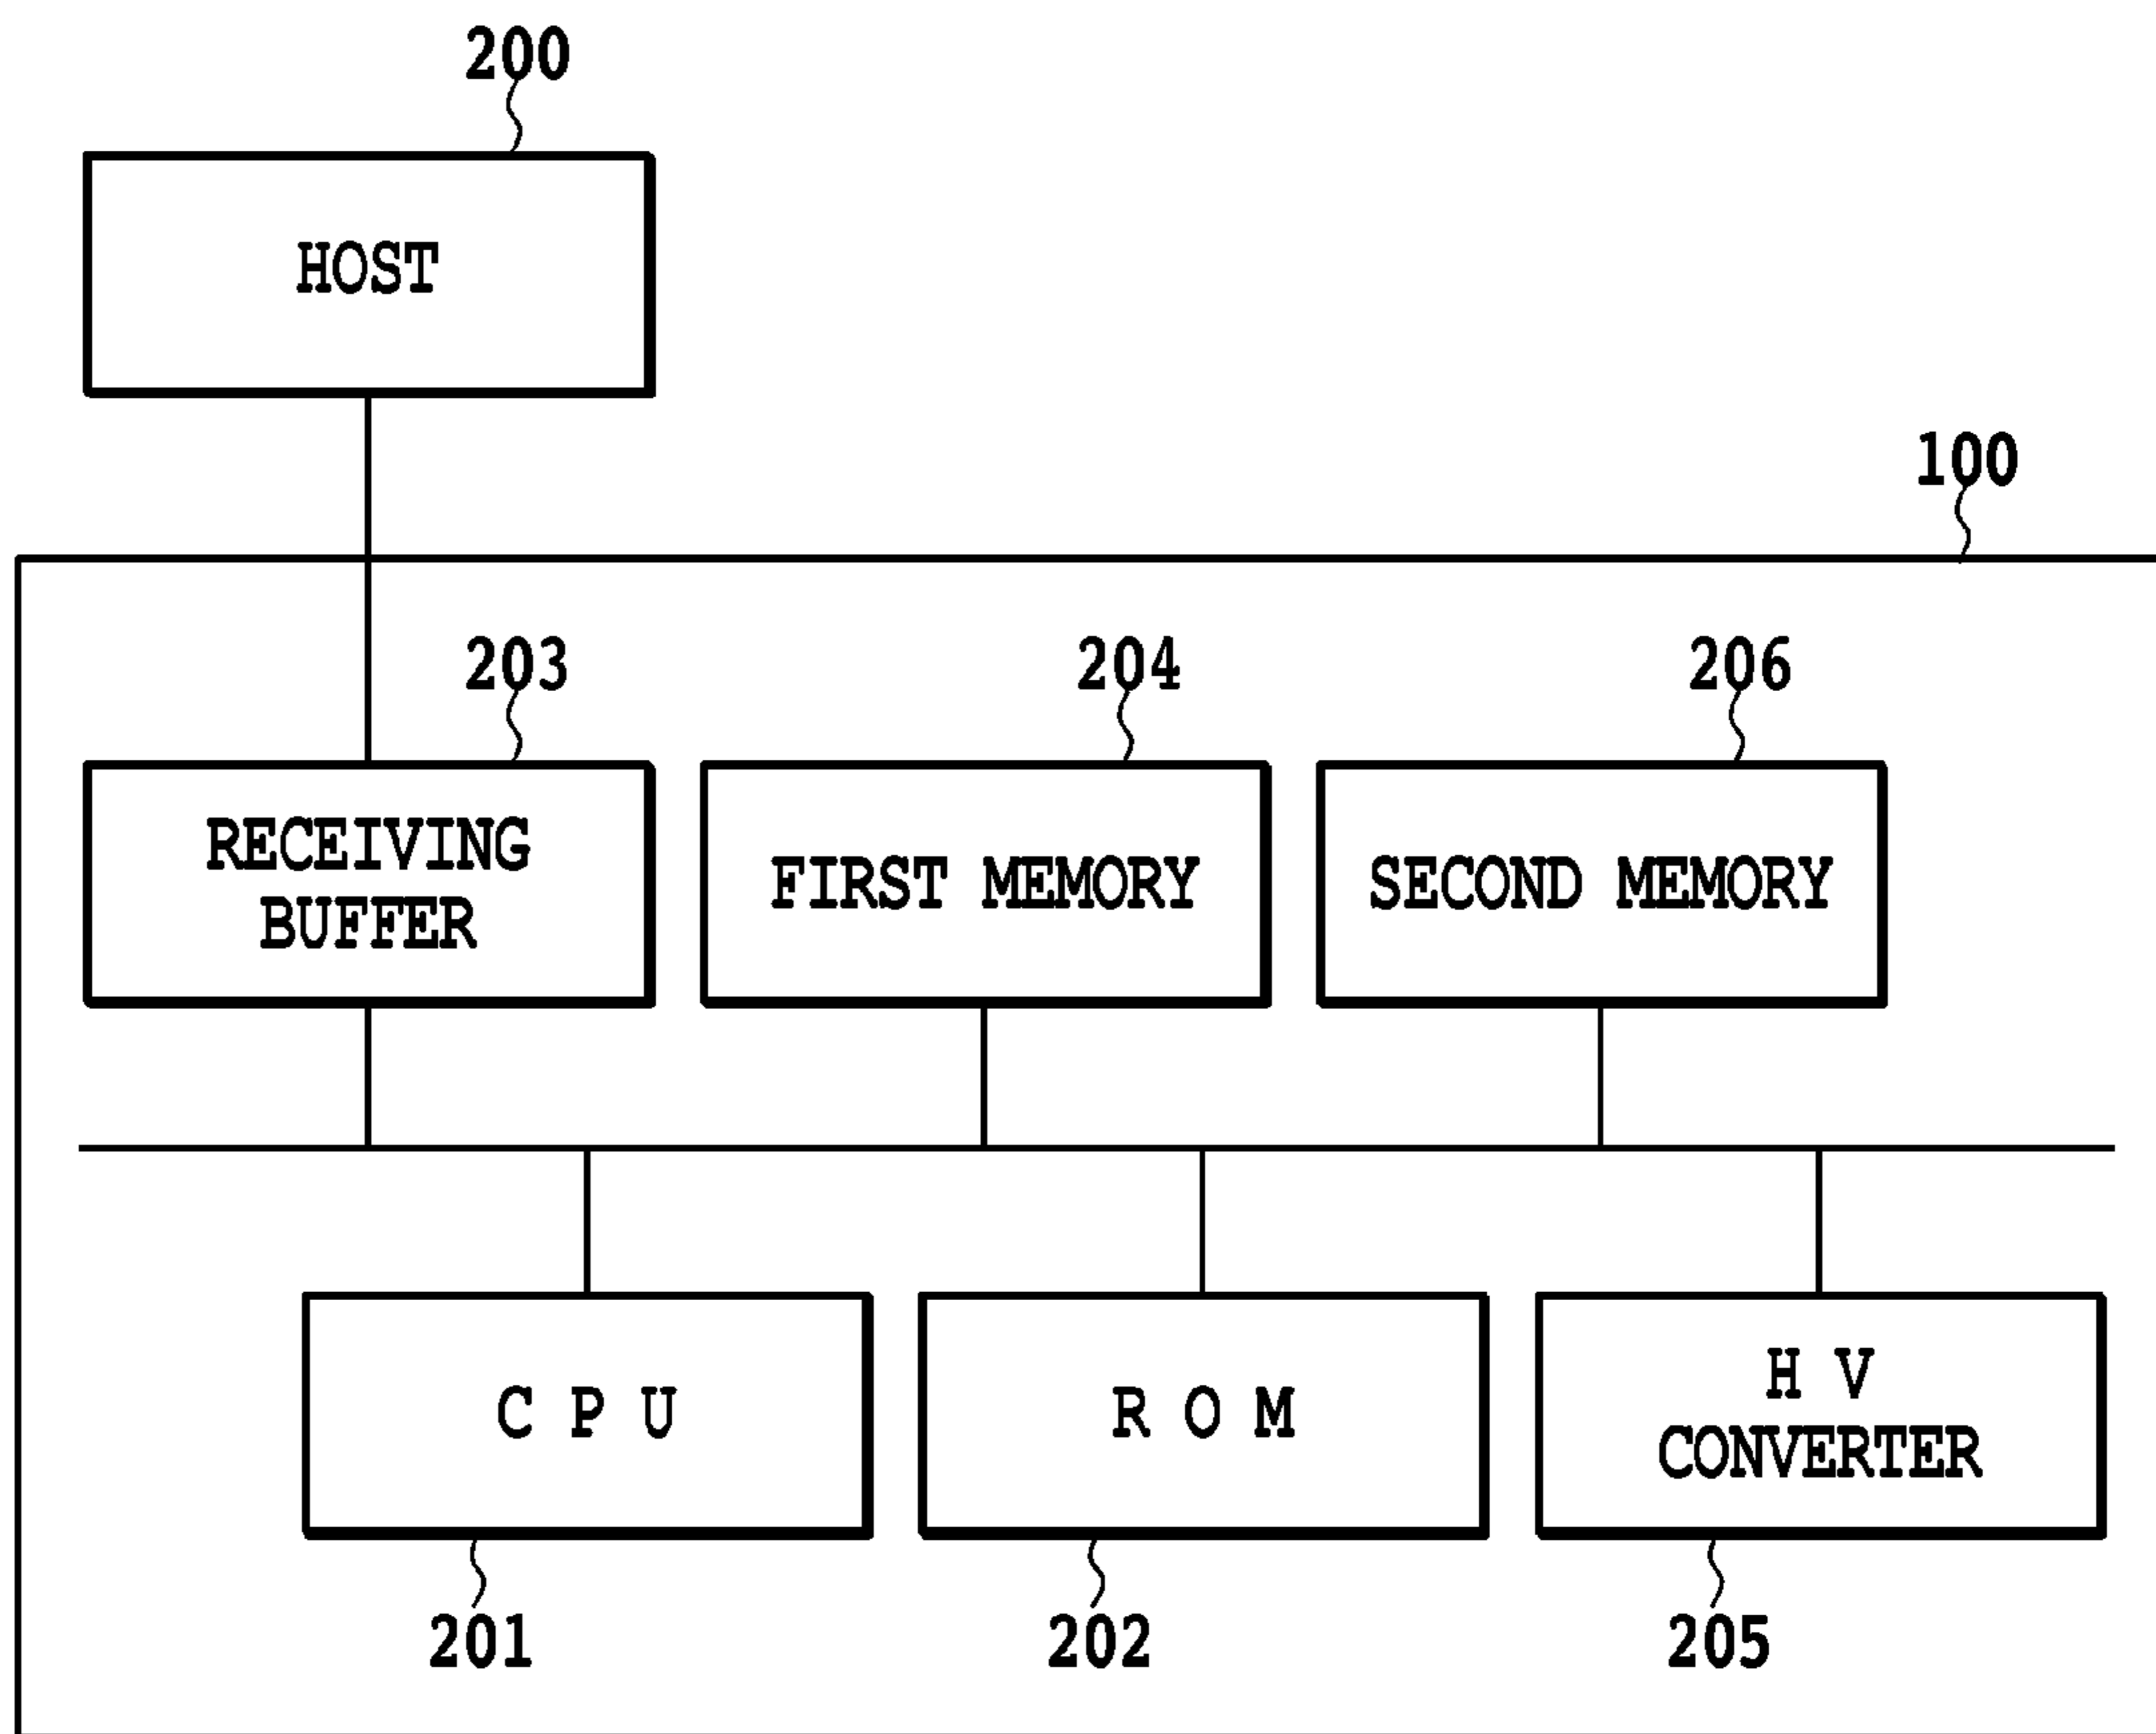 200
HOST
100
203
204
206
RECEIVING
BUFFER
FIRST MEMORY
SECOND MEMORY
C P U
R O M
H V
CONVERTER
201
202
205